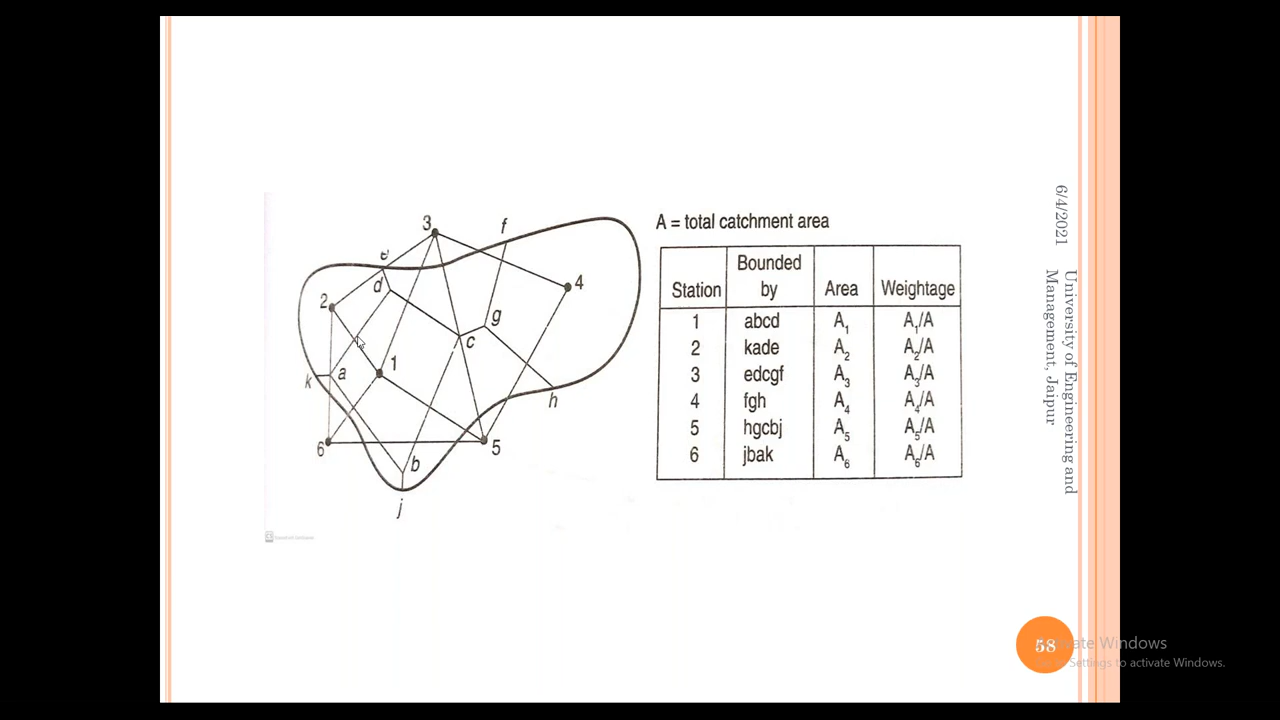 3
f
e
d
4
2
g
c
1
k
a
h
6
5
b
j
A = total catchment area
Station Bounded by Area Weightage
1 abcd A₁ A₁/A
2 kade A₂ A₂/A
3 edcgf A₃ A₃/A
4 fgh A₄ A₄/A
5 hgcbj A₅ A₅/A
6 jbak A₆ A₆/A
6/4/2021
University of Engineering and
Management, Jaipur
58
Windows
Settings to activate Windows.